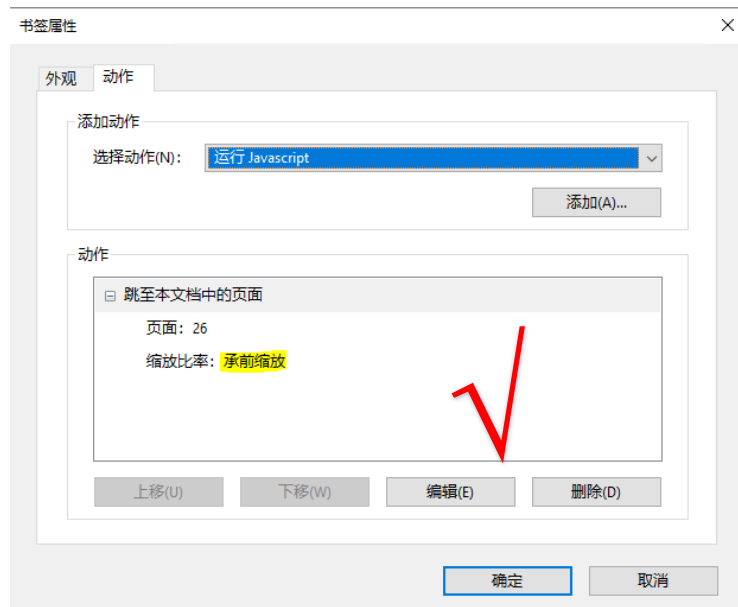 书签属性
外观 动作
添加动作
选择动作(N): 运行 Javascript
添加(A)...
动作
跳至本文档中的页面
页面: 26
缩放比率: 承前缩放
上移(U) 下移(W) 编辑(E) 删除(D)
确定 取消